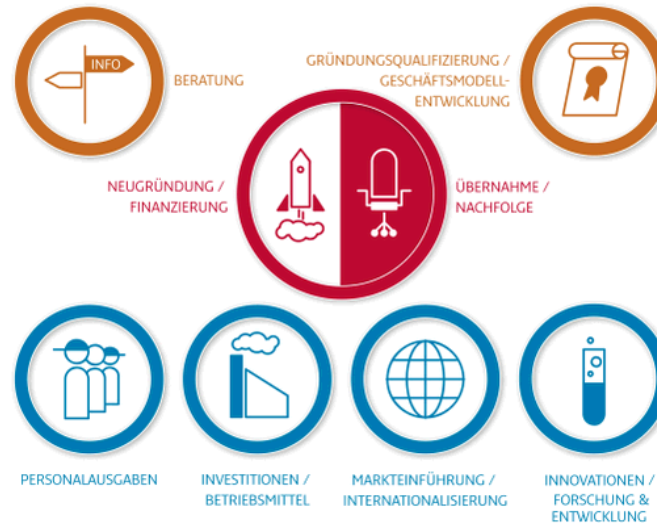 INFO
BERATUNG
GRÜNDUNGSQUALIFIZIERUNG /
GESCHÄFTSMODELL-
ENTWICKLUNG
NEUGRÜNDUNG /
FINANZIERUNG
ÜBERNAHME /
NACHFOLGE
PERSONALAUSGABEN
INVESTITIONEN /
BETRIEBSMITTEL
MARKTEINFÜHRUNG /
INTERNATIONALISIERUNG
INNOVATIONEN /
FORSCHUNG &
ENTWICKLUNG